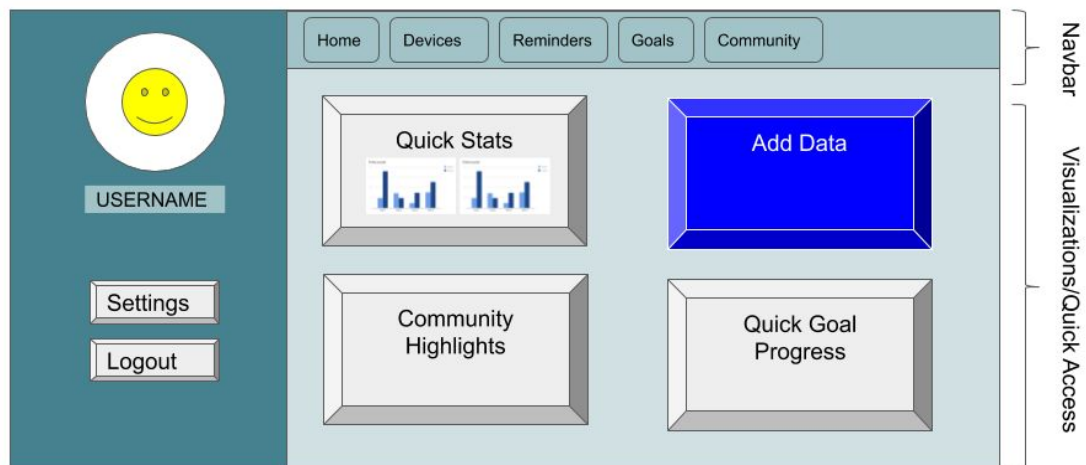 Home
Devices
Reminders
Goals
Community
Navbar
USERNAME
Settings
Logout
Quick Stats
Add Data
Community
Highlights
Quick Goal
Progress
Visualizations/Quick Access